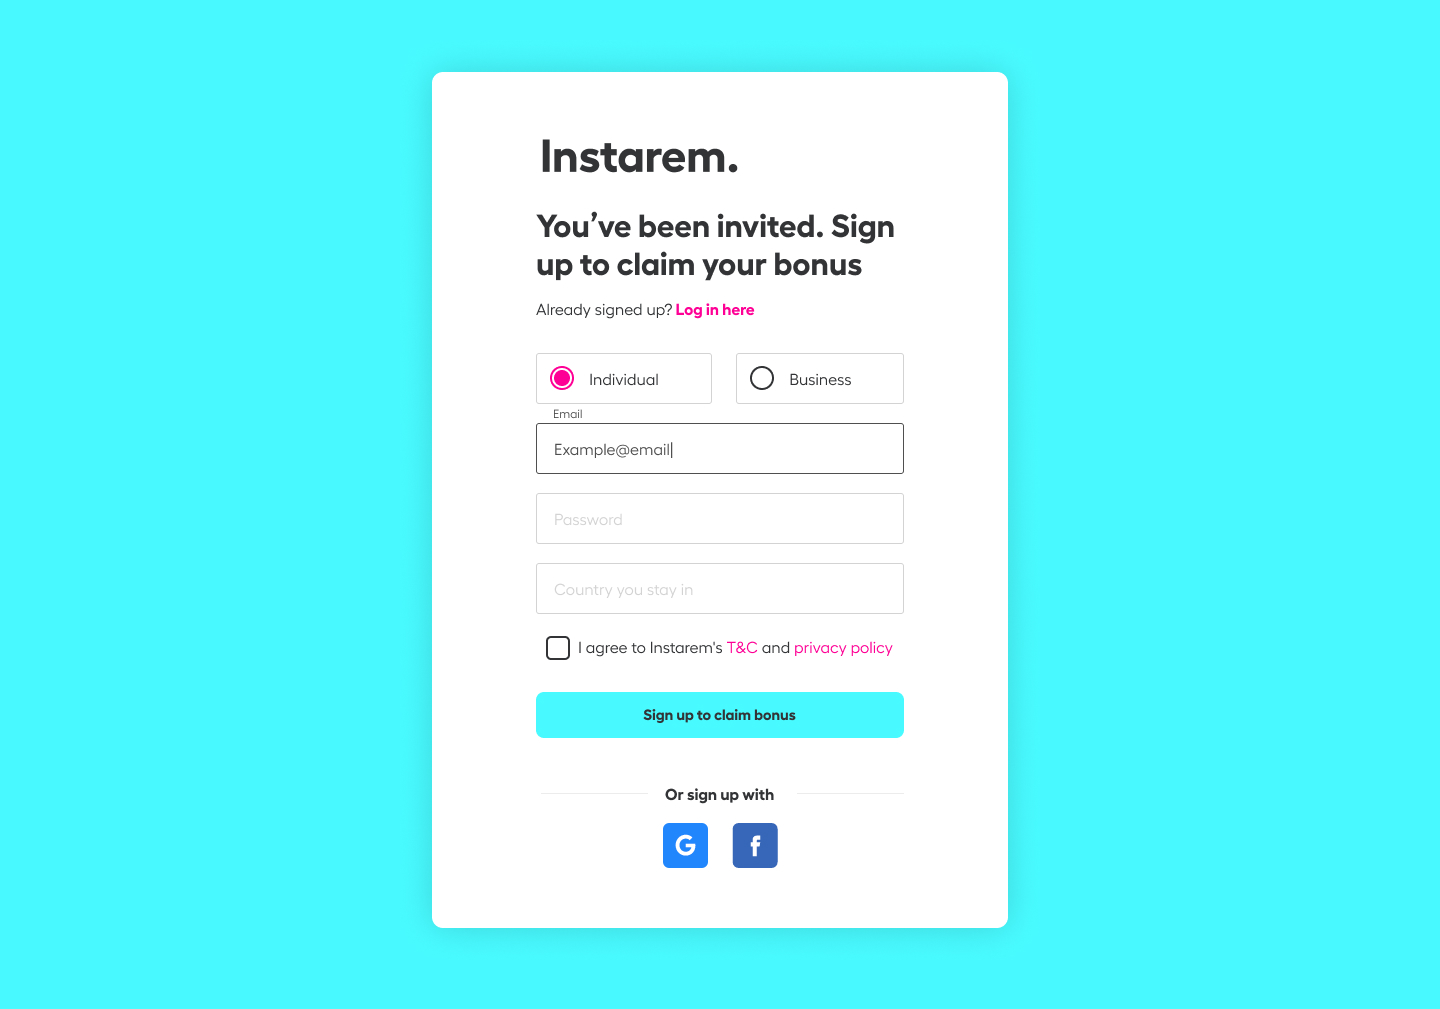 Instarem.
You’ve been invited. Sign
up to claim your bonus
Already signed up? Log in here
Individual
Business
Email
Example@email
Password
Country you stay in
I agree to Instarem's T&C and privacy policy
Sign up to claim bonus
Or sign up with
G f